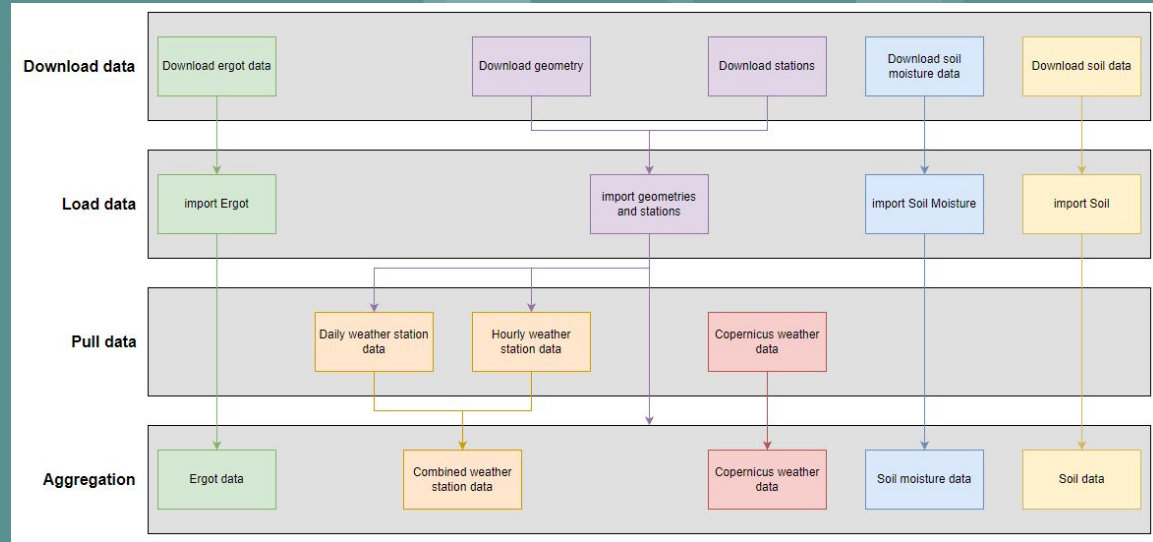 Download data
Download ergot data
Download geometry
Download stations
Download soil
moisture data
Download soil data
Load data
import Ergot
import geometries
and stations
import Soil Moisture
import Soil
Pull data
Daily weather station
data
Hourly weather
station data
Copernicus weather
data
Aggregation
Ergot data
Combined weather
station data
Copernicus weather
data
Soil moisture data
Soil data